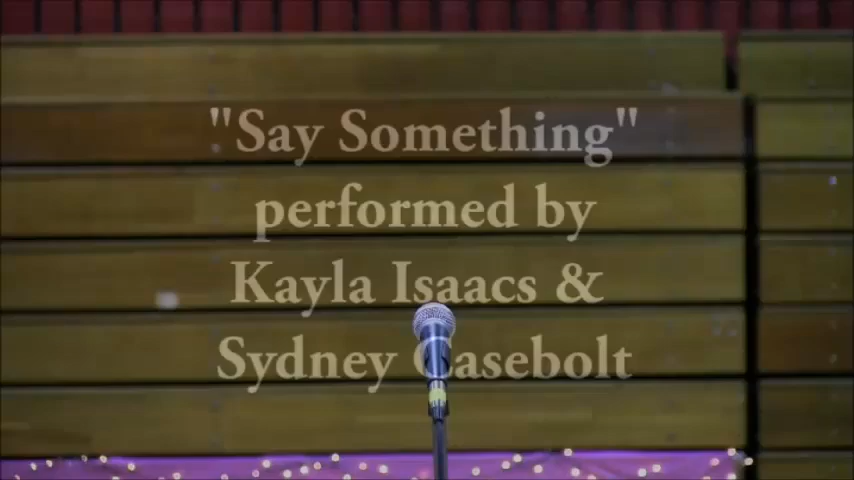 "Say Something"
performed by
Kayla Isaacs &
Sydney Casebolt